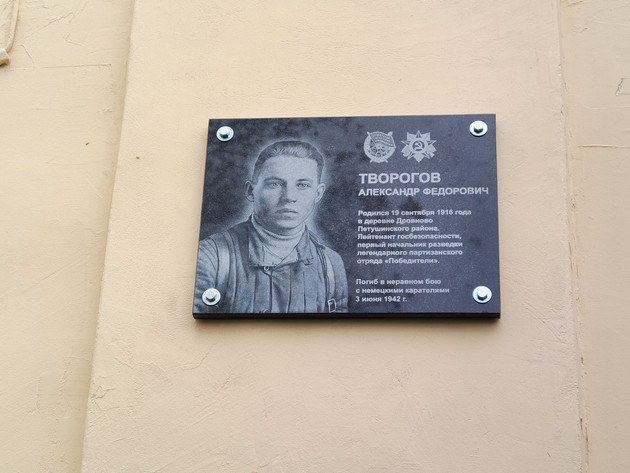 ТВОРОГОВ
АЛЕКСАНДР ФЕДОРОВИЧ
Родился 19 сентября 1916 года
в деревне Дровново
Петушинского района.
Лейтенант госбезопасности,
первый начальник разведки
легендарного партизанского
отряда «Победители».
Погиб в неравном бою
с немецкими карателями
3 июня 1942 г.